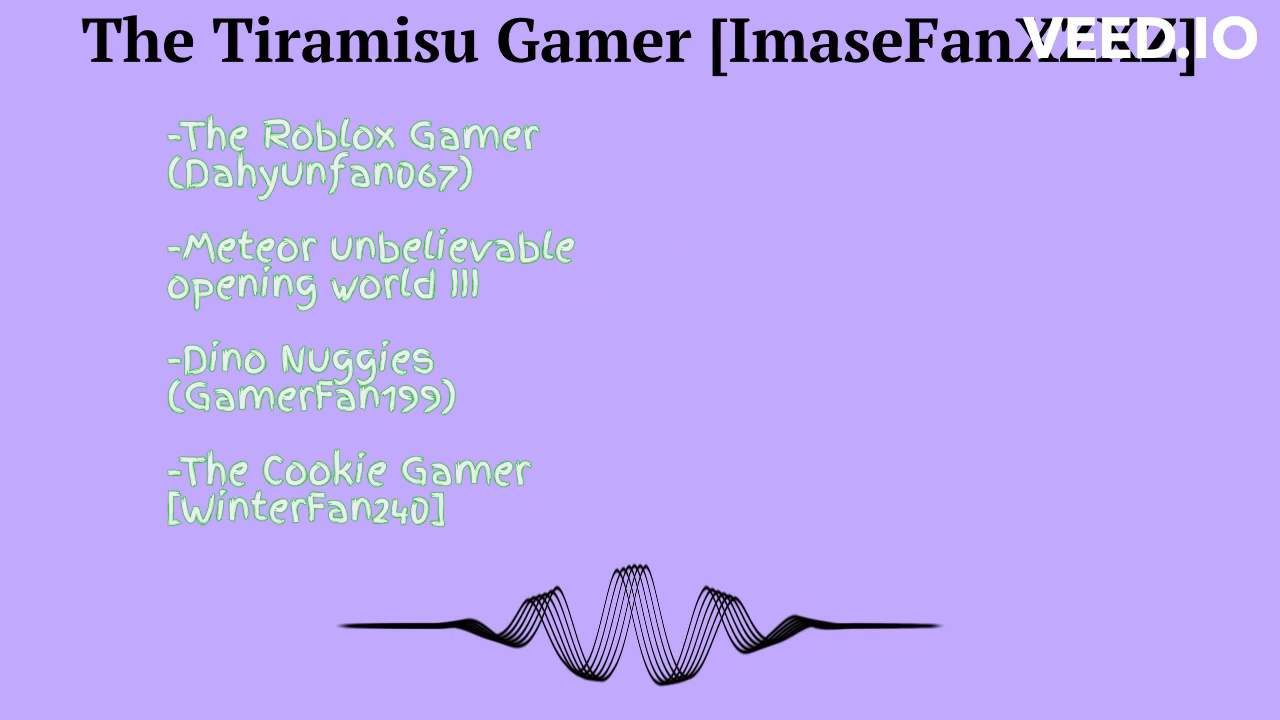 The Tiramisu Gamer
VEED.IO
-The Roblox Gamer
(Dahyunfan067)
-Meteor unbelievable
opening world III
-Dino Nuggies
(GamerFan199)
-The Cookie Gamer
[WinterFan240]